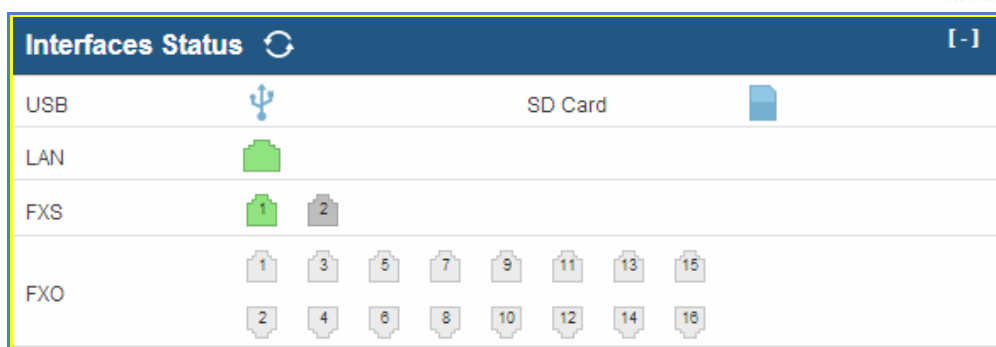 Interfaces Status [-]
USB SD Card
LAN
FXS 1 2
1 3 5 7 9 11 13 15
FXO
2 4 6 8 10 12 14 16